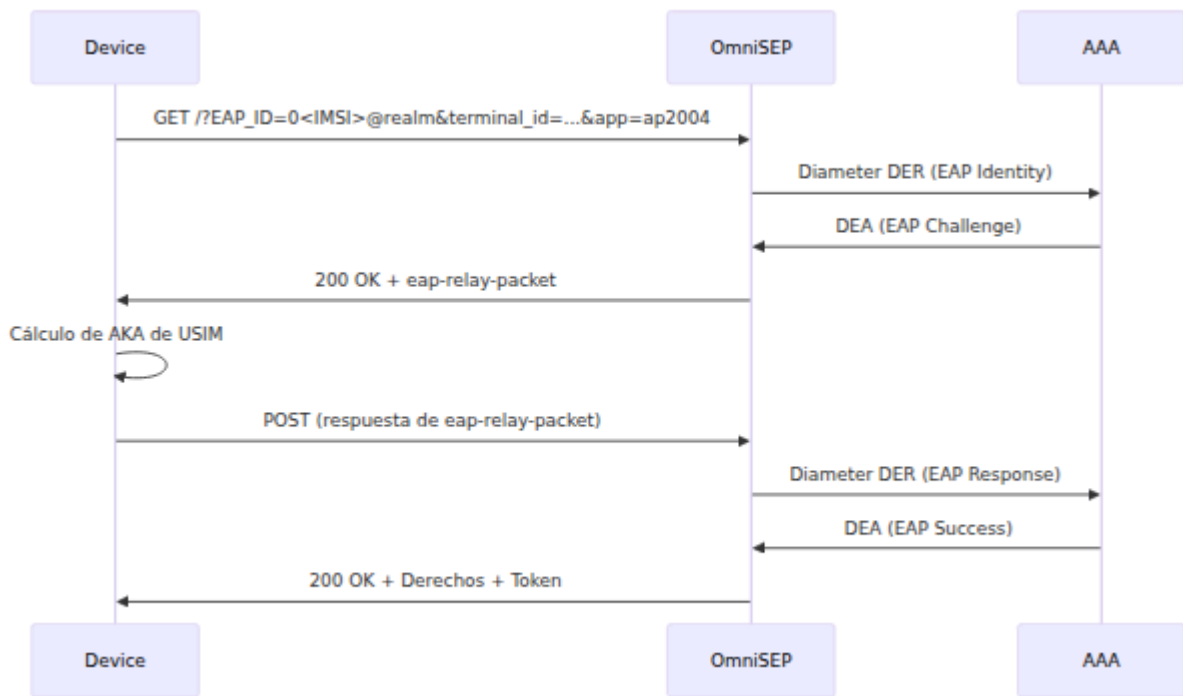 Device
OmniSEP
AAA
GET /?EAP_ID=0<IMSI>@realm&terminal_id=...&app=ap2004
Diameter DER (EAP Identity)
DEA (EAP Challenge)
200 OK + eap-relay-packet
Cálculo de AKA de USIM
POST (respuesta de eap-relay-packet)
Diameter DER (EAP Response)
DEA (EAP Success)
200 OK + Derechos + Token
Device
OmniSEP
AAA